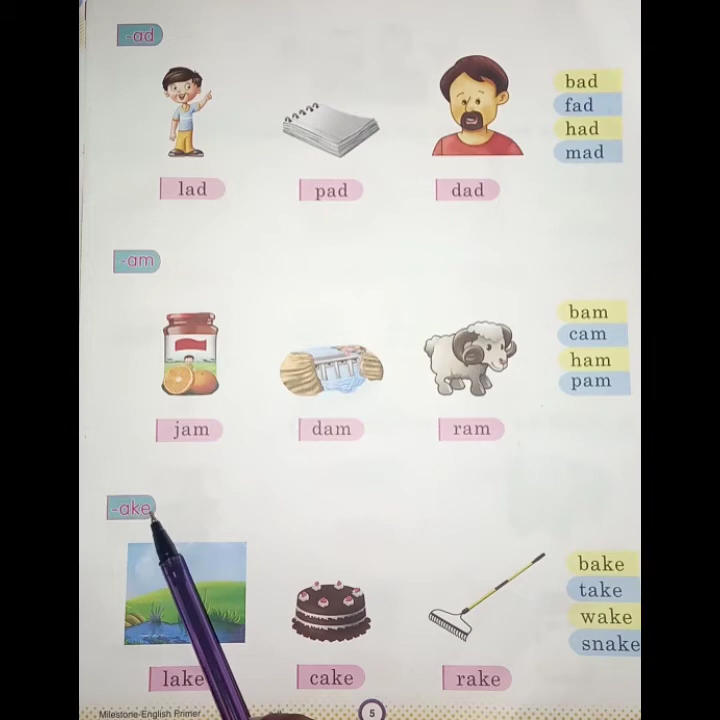 -ad
lad
pad
dad
bad
fad
had
mad
-am
jam
dam
ram
bam
cam
ham
pam
-ake
lake
cake
rake
bake
take
wake
snake
Milestone-English Primer
5